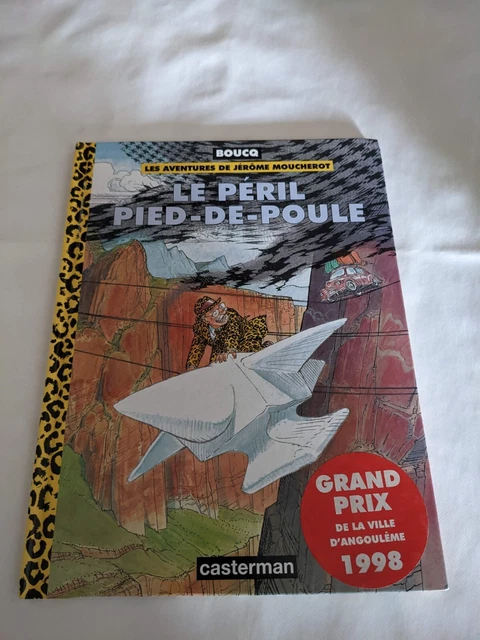 BOUCQ
LES AVENTURES DE JÉRÔME MOUCHEROT
LE PÉRIL
PIED-DE-POULE
GRAND
PRIX
DE LA VILLE
D'ANGOULÊME
1998
casterman